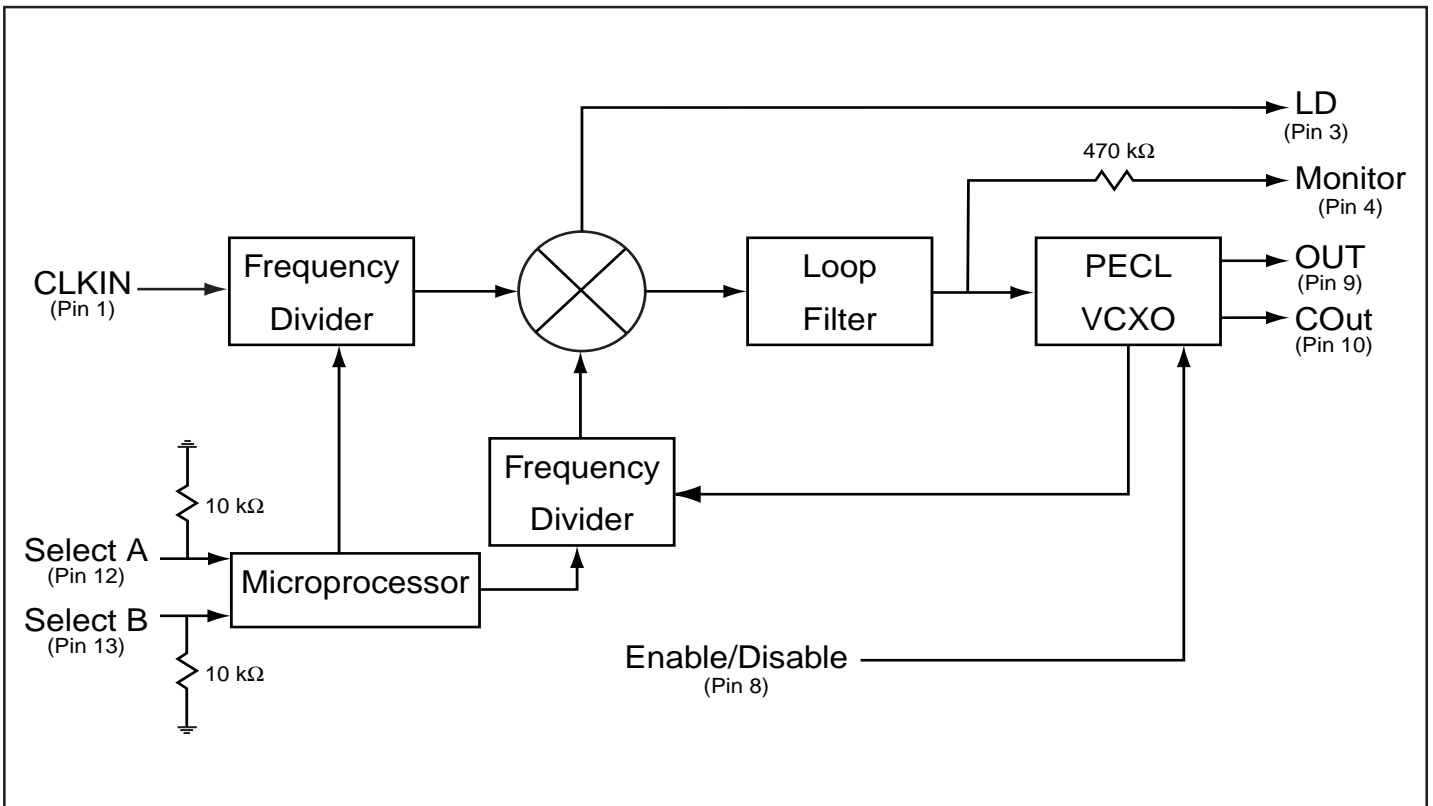 LD
(Pin 3)
470 kΩ
Monitor
(Pin 4)
CLKIN
(Pin 1)
Frequency
Divider
Loop
Filter
PECL
VCXO
OUT
(Pin 9)
COut
(Pin 10)
Frequency
Divider
10 kΩ
Select A
(Pin 12)
Microprocessor
Select B
(Pin 13)
10 kΩ
Enable/Disable
(Pin 8)